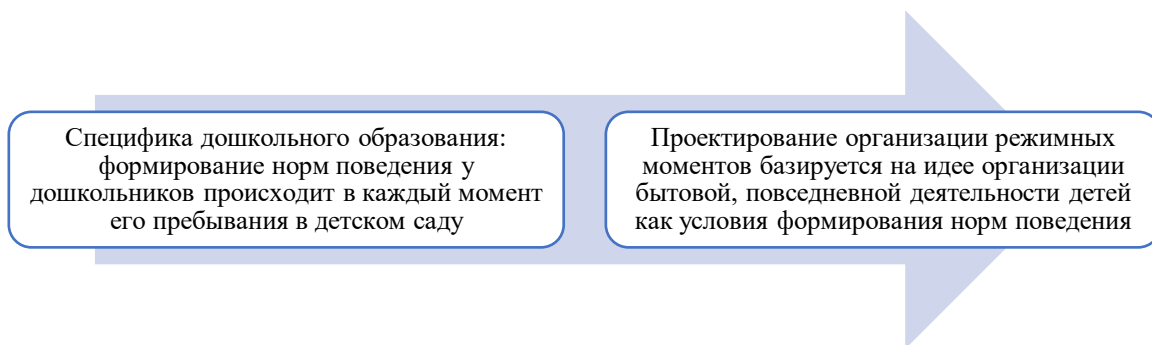 Специфика дошкольного образования:
формирование норм поведения у
дошкольников происходит в каждый момент
его пребывания в детском саду
Проектирование организации режимных
моментов базируется на идее организации
бытовой, повседневной деятельности детей
как условия формирования норм поведения